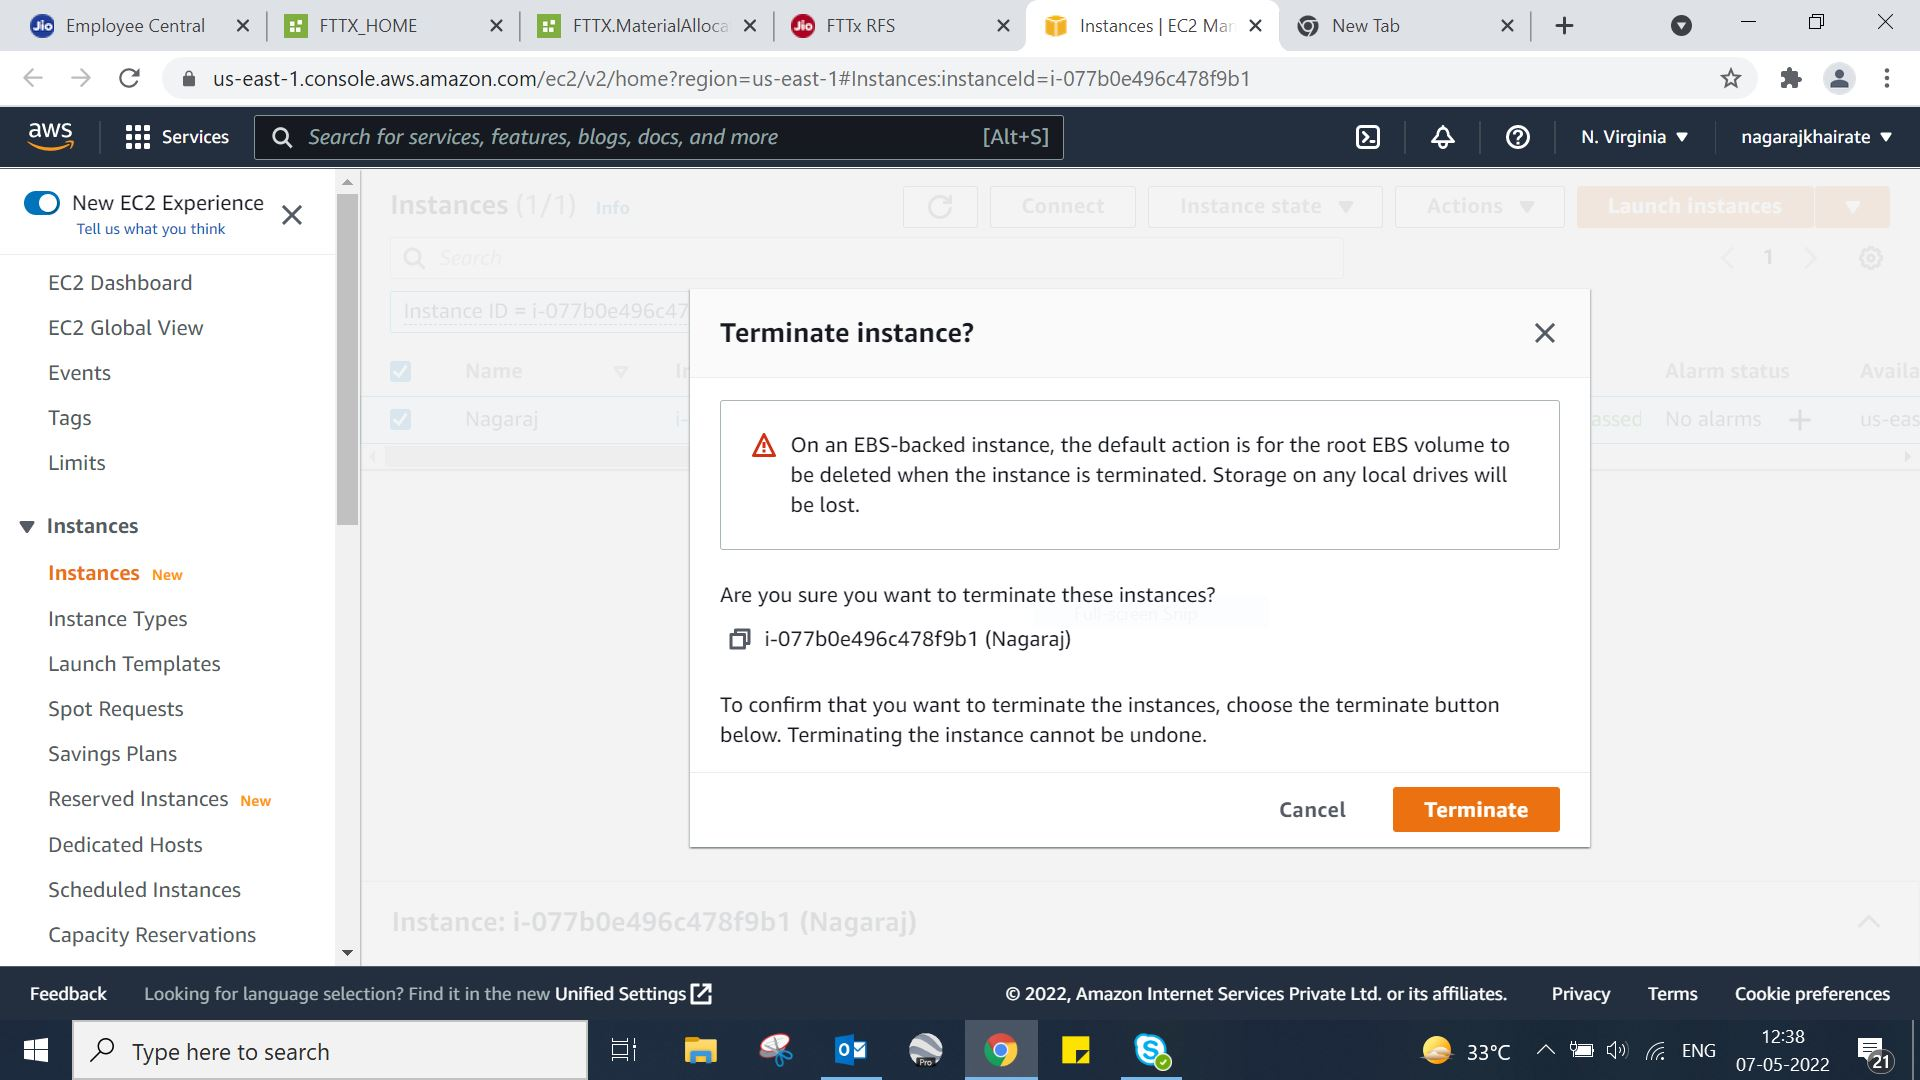 Employee Central
FTTX_HOME
FTTX.MaterialAlloca
FTTx RFS
Instances | EC2 Man
New Tab
us-east-1.console.aws.amazon.com/ec2/v2/home?region=us-east-1#Instances:instanceId=i-077b0e496c478f9b1
aws
Services
Search for services, features, blogs, docs, and more
[Alt+S]
N. Virginia
nagarajkhairate
New EC2 Experience
Tell us what you think
EC2 Dashboard
EC2 Global View
Events
Tags
Limits
Instances
Instances New
Instance Types
Launch Templates
Spot Requests
Savings Plans
Reserved Instances New
Dedicated Hosts
Scheduled Instances
Capacity Reservations
Instances (1/1) Info
Connect
Instance state
Actions
Launch instances
Search
1
Instance ID = i-077b0e496c47
Name
Alarm status
Availa
Nagaraj
i-
assed
No alarms
us-eas
Terminate instance?
On an EBS-backed instance, the default action is for the root EBS volume to
be deleted when the instance is terminated. Storage on any local drives will
be lost.
Are you sure you want to terminate these instances?
Full-screen Snip
i-077b0e496c478f9b1 (Nagaraj)
To confirm that you want to terminate the instances, choose the terminate button
below. Terminating the instance cannot be undone.
Cancel
Terminate
Instance: i-077b0e496c478f9b1 (Nagaraj)
Feedback
Looking for language selection? Find it in the new Unified Settings
© 2022, Amazon Internet Services Private Ltd. or its affiliates.
Privacy
Terms
Cookie preferences
Type here to search
Pro
33°C
ENG
12:38
07-05-2022
21